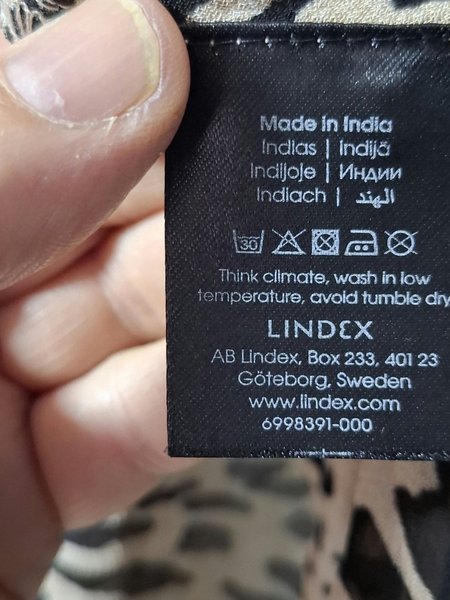 Made in India
Indias | Indijā
Indijoje | Индии
Indiach | الهند
30
Think climate, wash in low
temperature, avoid tumble dry
LINDEX
AB Lindex, Box 233, 401 23
Göteborg, Sweden
www.lindex.com
6998391-000